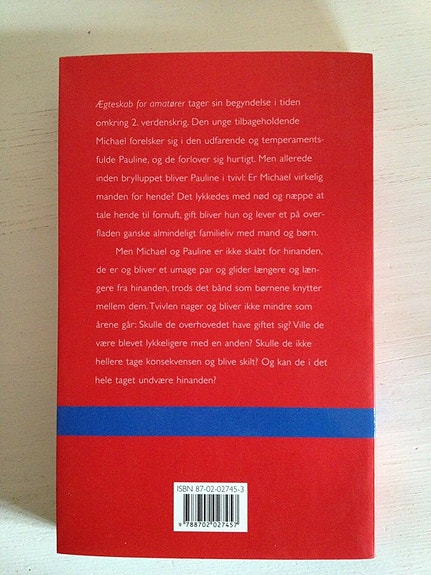 Ægteskab for amatører tager sin begyndelse i tiden
omkring 2. verdenskrig. Den unge tilbageholdende
Michael forelsker sig i den udfarende og temperaments-
fulde Pauline, og de forlover sig hurtigt. Men allerede
inden brylluppet bliver Pauline i tvivl: Er Michael virkelig
manden for hende? Det lykkedes med nød og næppe at
tale hende til fornuft, gift bliver hun og lever et på over-
fladen ganske almindeligt familieliv med mand og børn.
Men Michael og Pauline er ikke skabt for hinanden,
de er og bliver et umage par og glider længere og læn-
gere fra hinanden, trods det bånd som børnene knytter
mellem dem. Tvivlen nager og bliver ikke mindre som
årene går: Skulle de overhovedet have giftet sig? Ville de
være blevet lykkeligere med en anden? Skulle de ikke
hellere tage konsekvensen og blive skilt? Og kan de i det
hele taget undvære hinanden?
ISBN 87-02-02745-3
9 788702 027457